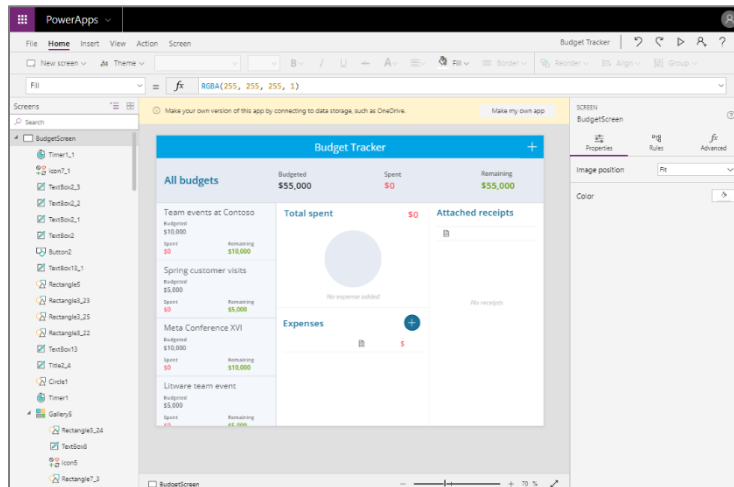 PowerApps
File Home Insert View Action Screen Budget Tracker
New screen Theme B I U A Fill Border Reorder Align Group
Fill = fx RGBA(255, 255, 255, 1)
Screens
Search
BudgetScreen
Timer1_1
icon7_1
TextBox2_3
TextBox2_2
TextBox2_1
TextBox2
Button2
TextBox13_1
Rectangle5
Rectangle3_23
Rectangle3_25
Rectangle3_22
TextBox13
Title2_4
Circle1
Timer1
Gallery5
Rectangle3_24
TextBox8
icon5
Rectangle7_3
Make your own version of this app by connecting to data storage, such as OneDrive. Make my own app
Budget Tracker +
All budgets
Budgeted
$55,000
Spent
$0
Remaining
$55,000
Team events at Contoso
Budgeted
$10,000
Spent Remaining
$0 $10,000
Spring customer visits
Budgeted
$5,000
Spent Remaining
$0 $5,000
Meta Conference XVI
Budgeted
$10,000
Spent Remaining
$0 $10,000
Litware team event
Budgeted
$5,000
Spent Remaining
$0 $5,000
Total spent $0
No expense added
Expenses +
$
Attached receipts
No receipts
SCREEN
BudgetScreen
Properties Rules Advanced
Image position Fit
Color
BudgetScreen
− + 70 %